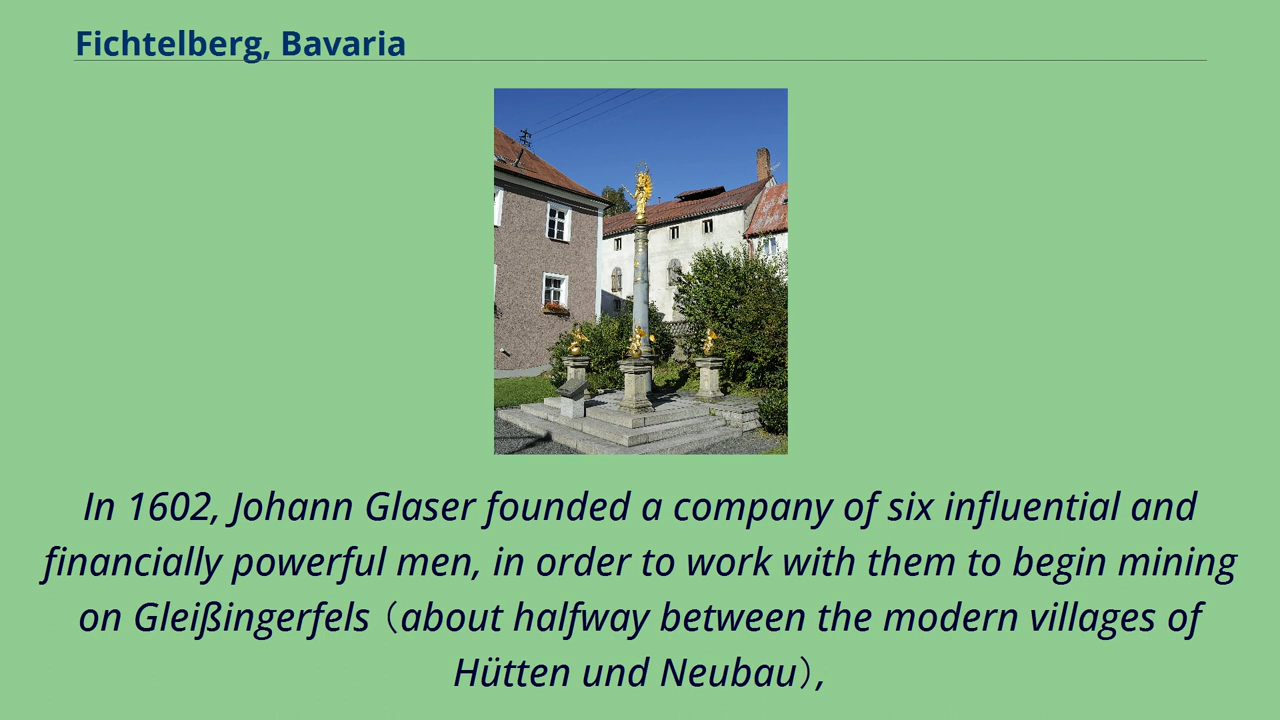 Fichtelberg, Bavaria
In 1602, Johann Glaser founded a company of six influential and
financially powerful men, in order to work with them to begin mining
on Gleißingerfels（about halfway between the modern villages of
Hütten und Neubau）,